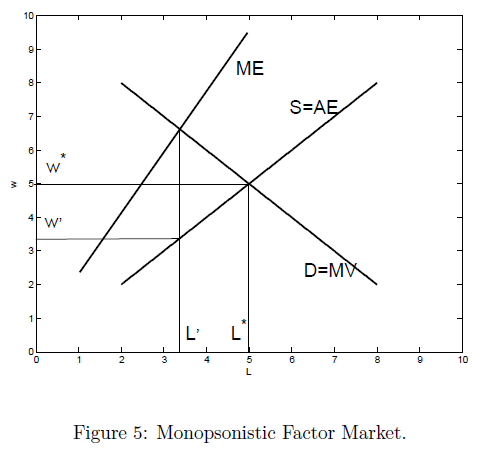 10
9
ME
8
S=AE
7
6
w*
w 5
w'
4
3
D=MV
2
L' L*
1
0
0 1 2 3 4 5 6 7 8 9 10
L
Figure 5: Monopsonistic Factor Market.